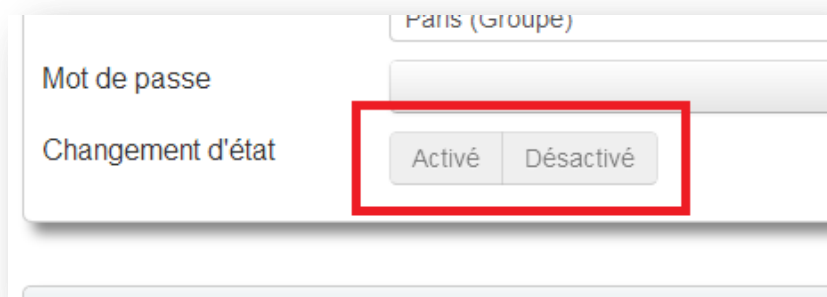 Paris (Groupe)
Mot de passe
Changement d'état
Activé Désactivé